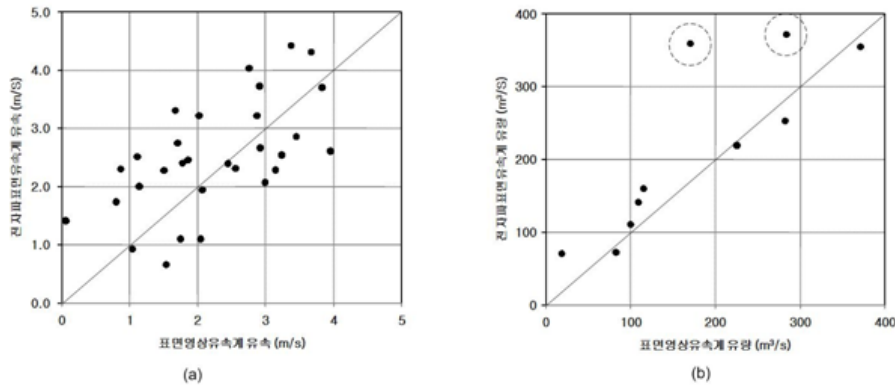 5.0
4.0
3.0
2.0
1.0
0.0
0 1 2 3 4 5
전자파표면유속계 유속 (m/S)
표면영상유속계 유속 (m/s)
(a)
400
300
200
100
0
0 100 200 300 400
전자파표면유속계 유량 (m³/S)
표면영상유속계 유량 (m³/s)
(b)